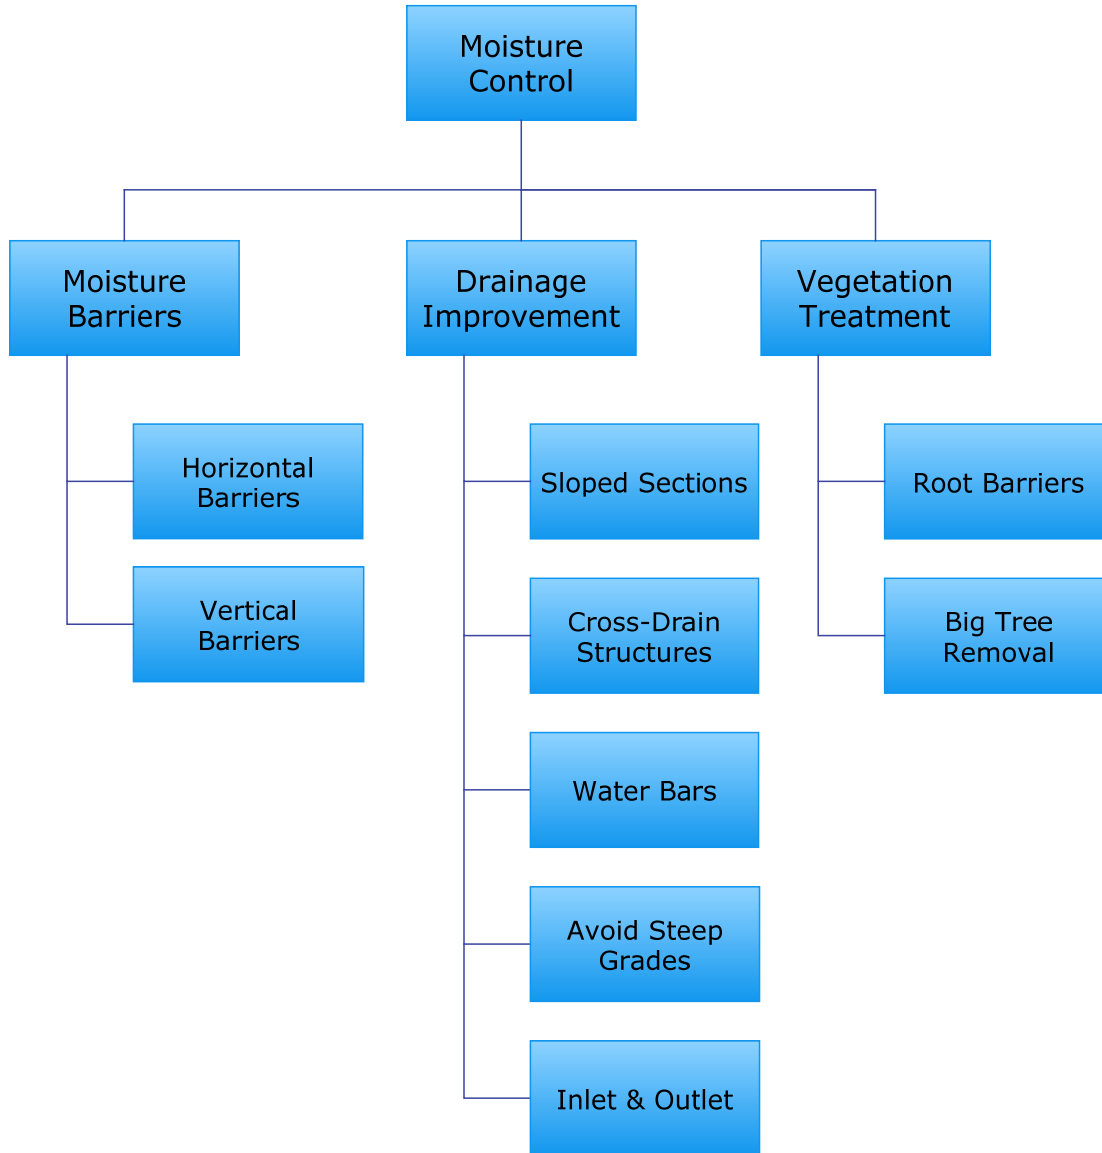 Moisture
Control
Moisture
Barriers
Drainage
Improvement
Vegetation
Treatment
Horizontal
Barriers
Vertical
Barriers
Sloped Sections
Cross-Drain
Structures
Water Bars
Avoid Steep
Grades
Inlet & Outlet
Root Barriers
Big Tree
Removal